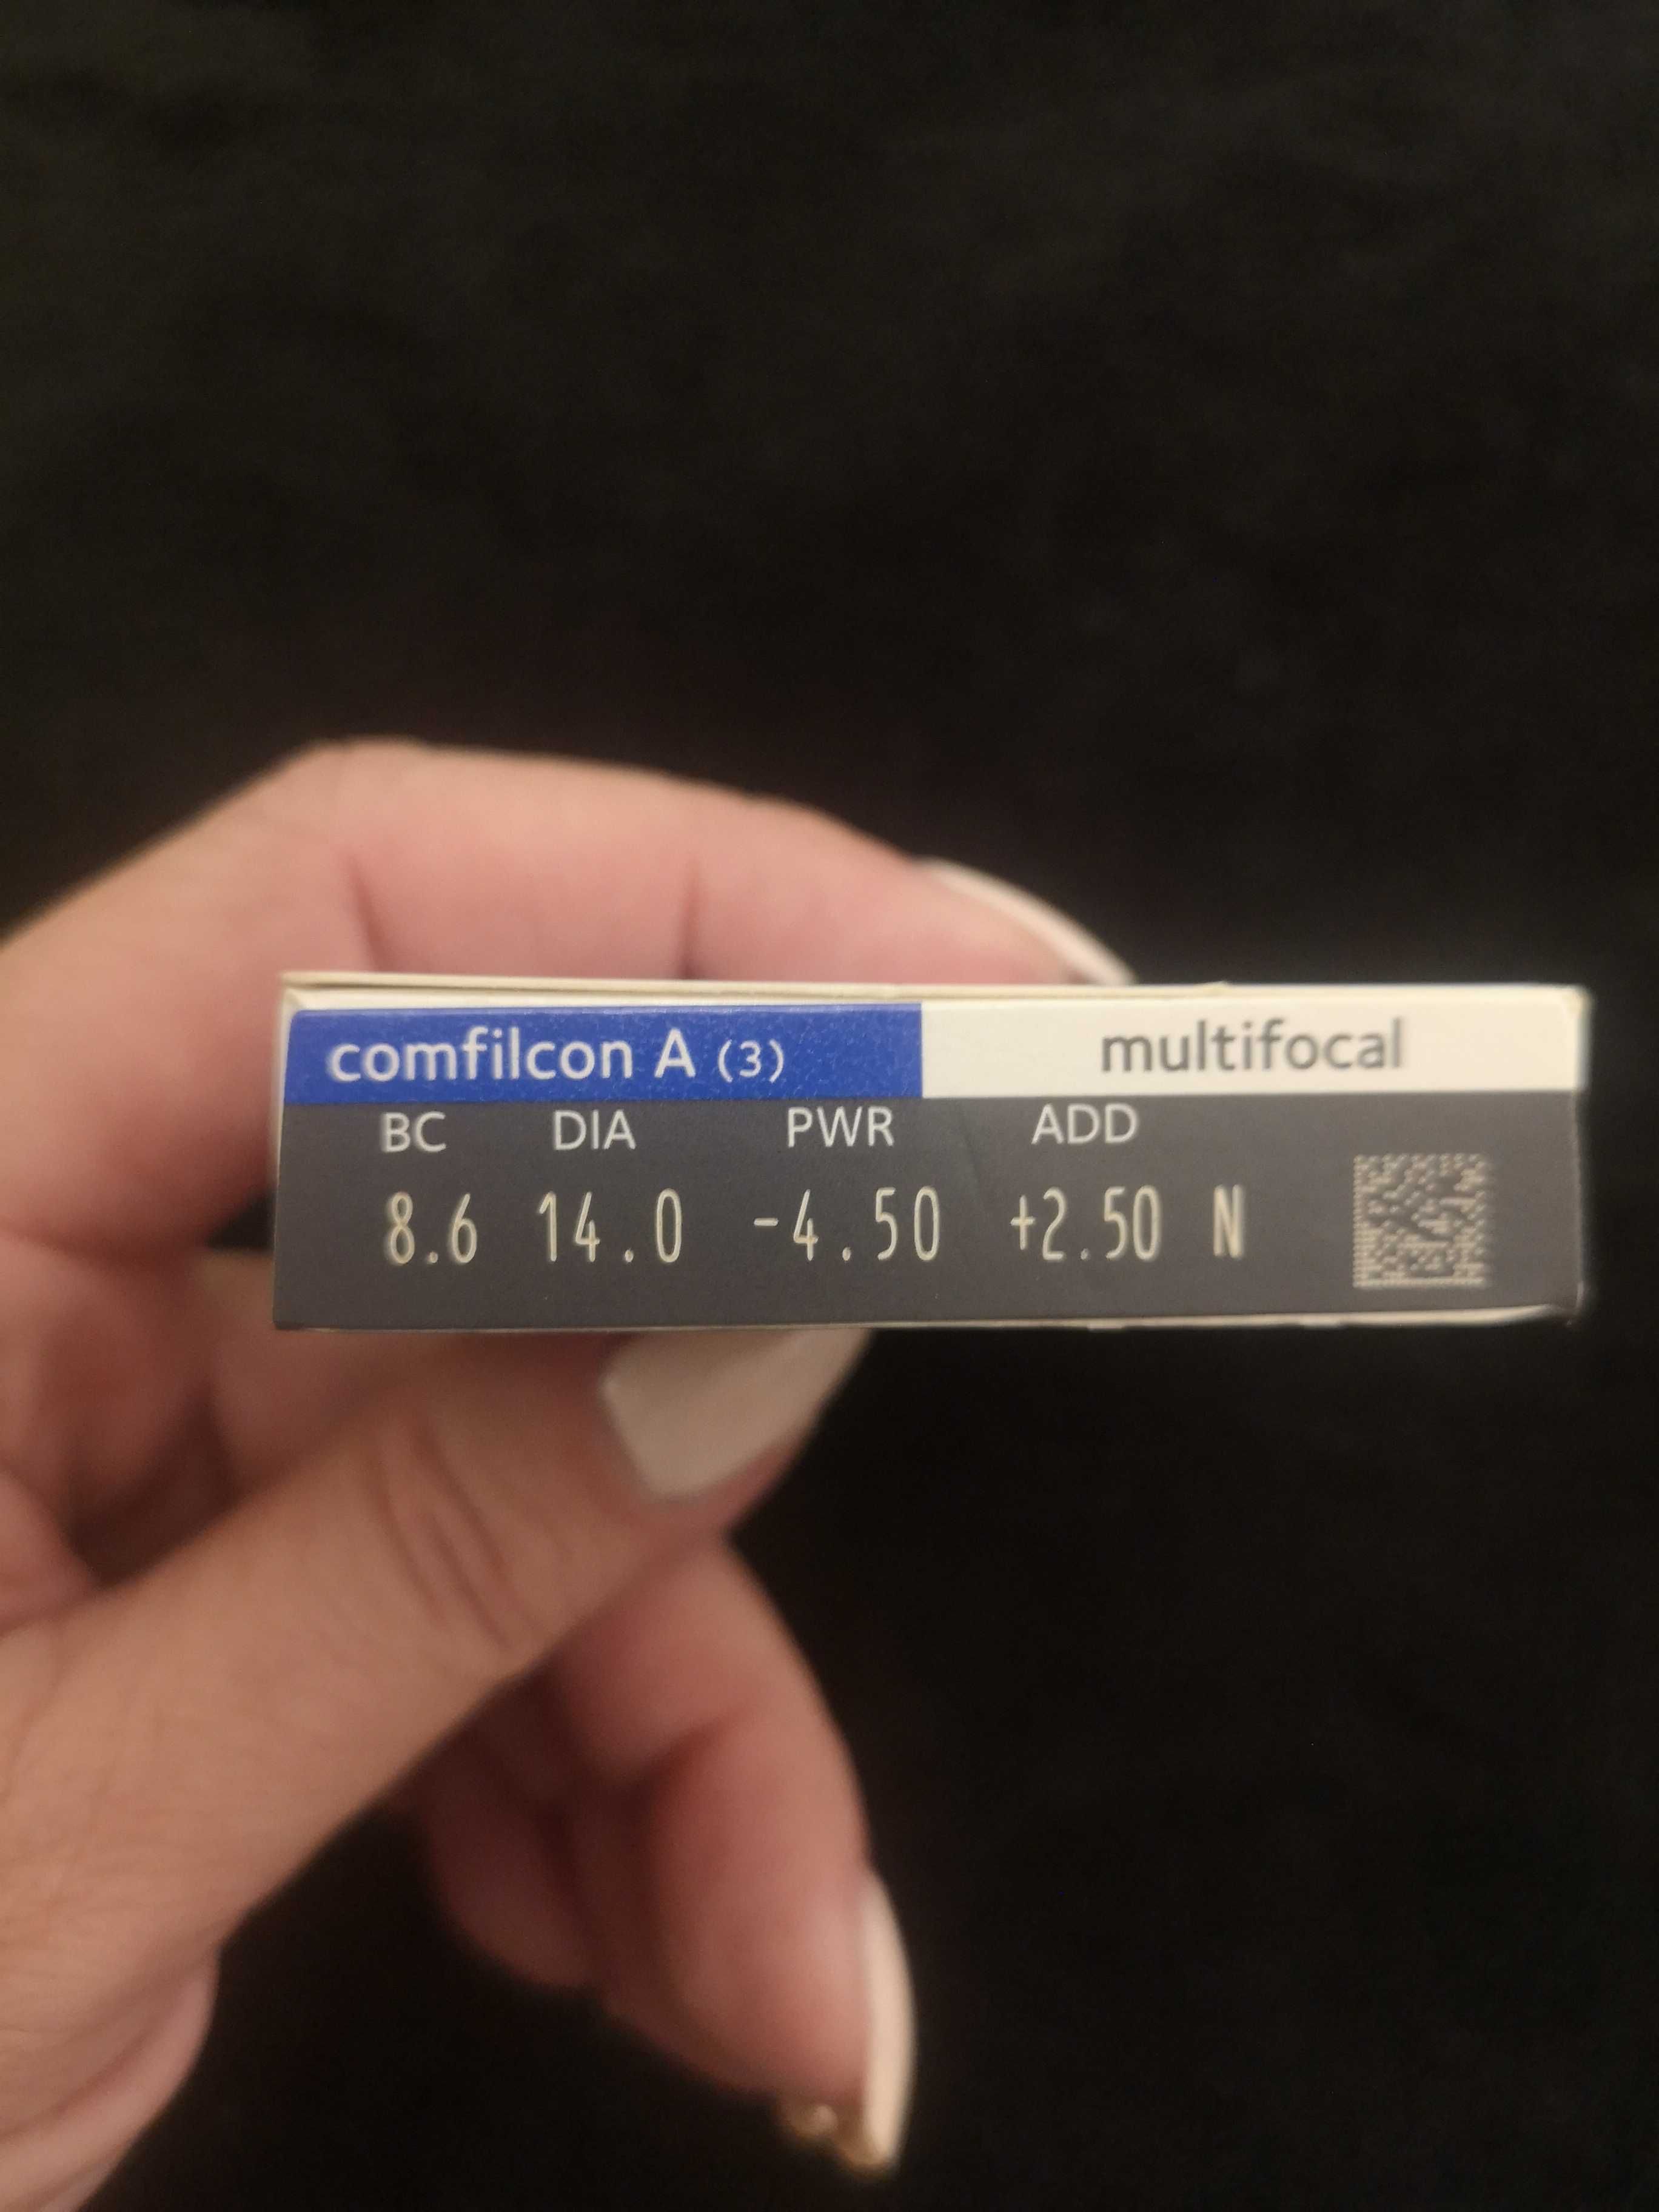 comfilcon A (3) multifocal
BC DIA PWR ADD
8.6 14.0 -4.50 +2.50 N